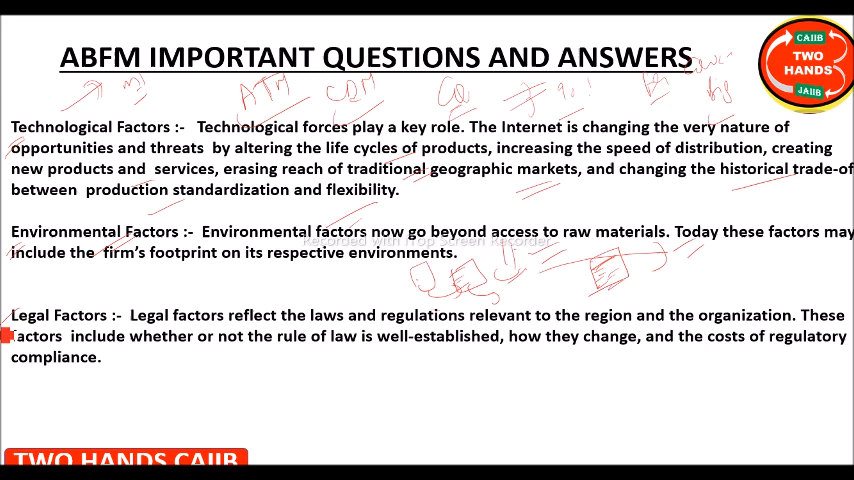 ABFM IMPORTANT QUESTIONS AND ANSWERS
CAIIB
TWO
HANDS
JAIIB
ATM CDM
Technological Factors :- Technological forces play a key role. The Internet is changing the very nature of
opportunities and threats by altering the life cycles of products, increasing the speed of distribution, creating
new products and services, erasing reach of traditional geographic markets, and changing the historical trade-of
between production standardization and flexibility.
Environmental Factors :- Environmental factors now go beyond access to raw materials. Today these factors may
Recorded with iTop Screen Recorder
include the firm's footprint on its respective environments.
Legal Factors :- Legal factors reflect the laws and regulations relevant to the region and the organization. These
factors include whether or not the rule of law is well-established, how they change, and the costs of regulatory
compliance.
TWO HANDS CAIIB